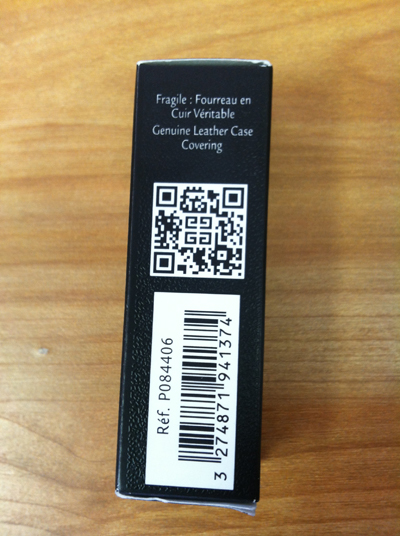 Fragile : Fourreau en
Cuir Véritable
Genuine Leather Case
Covering
Réf. P084406
3 274871 941374